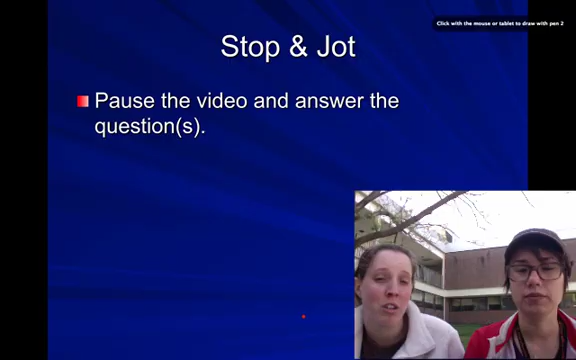 Click with the mouse or tablet to draw with pen 2
Stop & Jot
Pause the video and answer the
question(s).